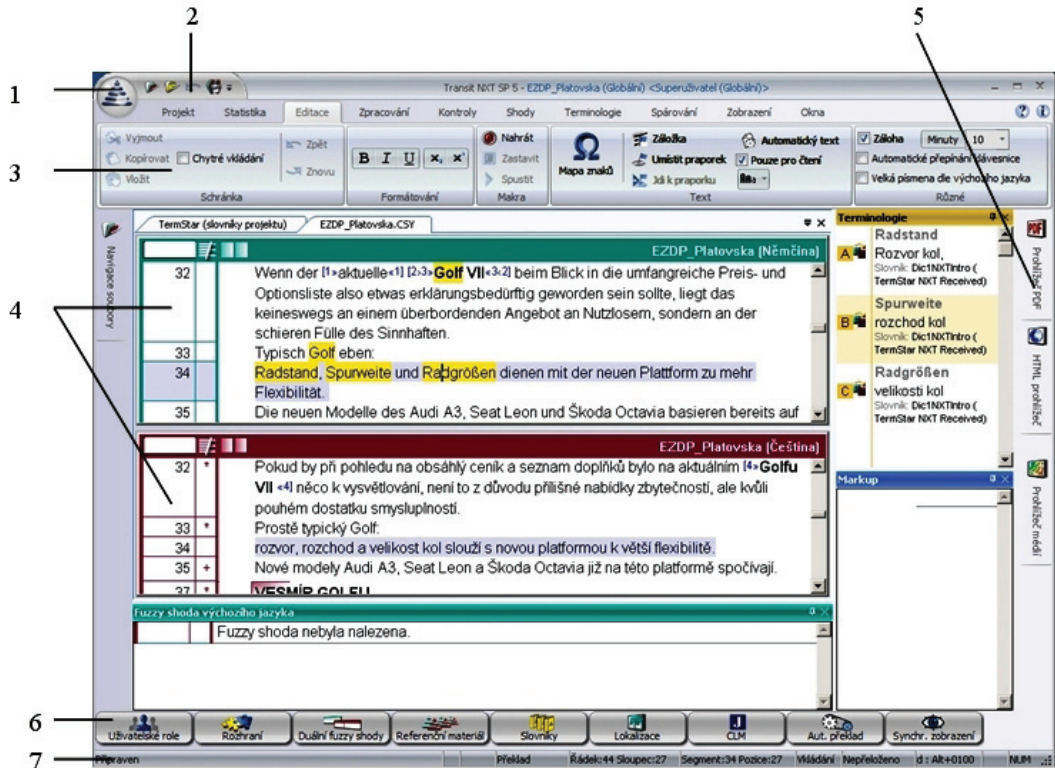 2
5
1
Transit NXT SP 5 - EZDP_Platovska (Globální) <Superuživatel (Globální)>
Projekt Statistika Editace Zpracování Kontroly Shody Terminologie Spárování Zobrazení Okna
3
Vyjmout
Kopírovat Chytré vkládání
Vložit
Schránka
Zpět
Znovu
B I U x, x'
Formátování
Nahrát
Zastavit
Spustit
Makra
Ω
Mapa znaků
Záložka
Umístit praporek
Jdi k praporku
Automatický text
Pouze pro čtení
Text
Záloha Minuty 10
Automatické přepínání klávesnice
Velká písmena dle výchozího jazyka
Různé
Navigace soubory
TermStar (slovníky projektu) EZDP_Platovska.CSY
4
EZDP_Platovska (Němčina)
32 Wenn der [1>aktuelle<1] [2>3>Golf VII<3<2] beim Blick in die umfangreiche Preis- und
Optionsliste also etwas erklärungsbedürftig geworden sein sollte, liegt das
keineswegs an einem überbordenden Angebot an Nutzlosem, sondern an der
schieren Fülle des Sinnhaften.
33 Typisch Golf eben:
34 Radstand, Spurweite und Radgrößen dienen mit der neuen Plattform zu mehr
Flexibilität.
35 Die neuen Modelle des Audi A3, Seat Leon und Škoda Octavia basieren bereits auf
EZDP_Platovska (Čeština)
32 * Pokud by při pohledu na obsáhlý ceník a seznam doplňků bylo na aktuálním [4>Golfu
VII <4] něco k vysvětlování, není to z důvodu přílišné nabídky zbytečností, ale kvůli
pouhém dostatku smysluplností.
33 * Prostě typický Golf:
34 rozvor, rozchod a velikost kol slouží s novou platformou k větší flexibilitě.
35 + Nové modely Audi A3, Seat Leon a Škoda Octavia již na této platformě spočívají.
37 * VESMÍR GOLFU
Fuzzy shoda výchozího jazyka
Fuzzy shoda nebyla nalezena.
Terminologie
Radstand
A Rozvor kol,
Slovník: Dic1NXTIntro (
TermStar NXT Received)
Spurweite
B rozchod kol
Slovník: Dic1NXTIntro (
TermStar NXT Received)
Radgrößen
C velikosti kol
Slovník: Dic1NXTIntro (
TermStar NXT Received)
Markup
PDF
Prohlížeč PDF
HTML prohlížeč
Prohlížeč médií
6
Uživatelské role Rozhraní Duální fuzzy shody Referenční materiál Slovníky Lokalizace CLM Aut. překlad Synchr. zobrazení
7
Připraven Překlad Řádek:44 Sloupec:27 Segment:34 Pozice:27 Vkládání Nepřeloženo d : Alt+0100 NUM